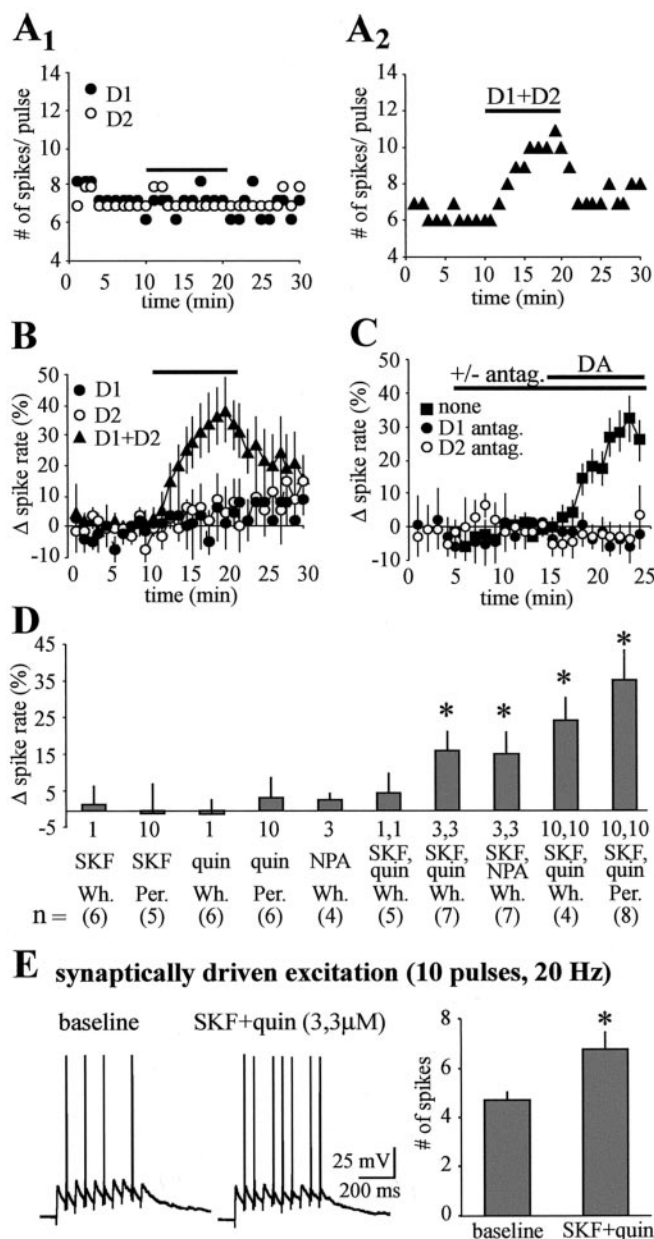 A1
# of spikes/ pulse
14
12
10
8
6
4
D1
D2
0 5 10 15 20 25 30
time (min)
A2
14
12
10
8
6
4
D1+D2
0 5 10 15 20 25 30
time (min)
B
Δ spike rate (%)
50
40
30
20
10
0
-10
D1
D2
D1+D2
0 5 10 15 20 25 30
time (min)
C
50
40
30
20
10
0
-10
DA
+/- antag.
none
D1 antag.
D2 antag.
0 5 10 15 20 25
time (min)
D
Δ spike rate (%)
45
35
25
15
5
-5
* * * *
1 10 1 10 3 1,1 3,3 3,3 10,10 10,10
SKF SKF quin quin NPA SKF, quin SKF, quin SKF, NPA SKF, quin SKF, quin
Wh. Per. Wh. Per. Wh. Wh. Wh. Wh. Wh. Per.
n = (6) (5) (6) (6) (4) (5) (7) (7) (4) (8)
E synaptically driven excitation (10 pulses, 20 Hz)
baseline
SKF+quin (3,3μM)
25 mV
200 ms
# of spikes
8
6
4
2
0
*
baseline SKF+quin